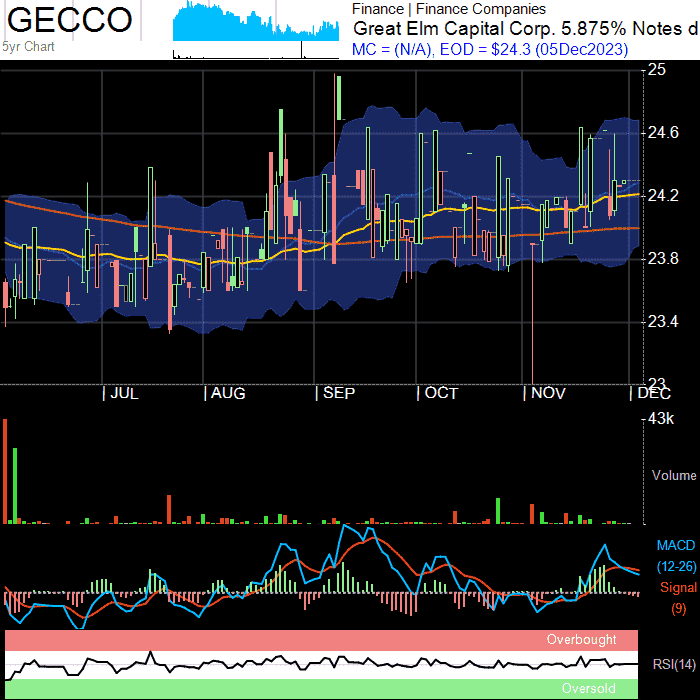 GECCO
5yr Chart
Finance | Finance Companies
Great Elm Capital Corp. 5.875% Notes d
MC = (N/A), EOD = $24.3 (05Dec2023)
25
24.6
24.2
23.8
23.4
23
| JUL | AUG | SEP | OCT | NOV | DEC
43k
Volume
MACD
(12-26)
Signal
(9)
Overbought
RSI(14)
Oversold